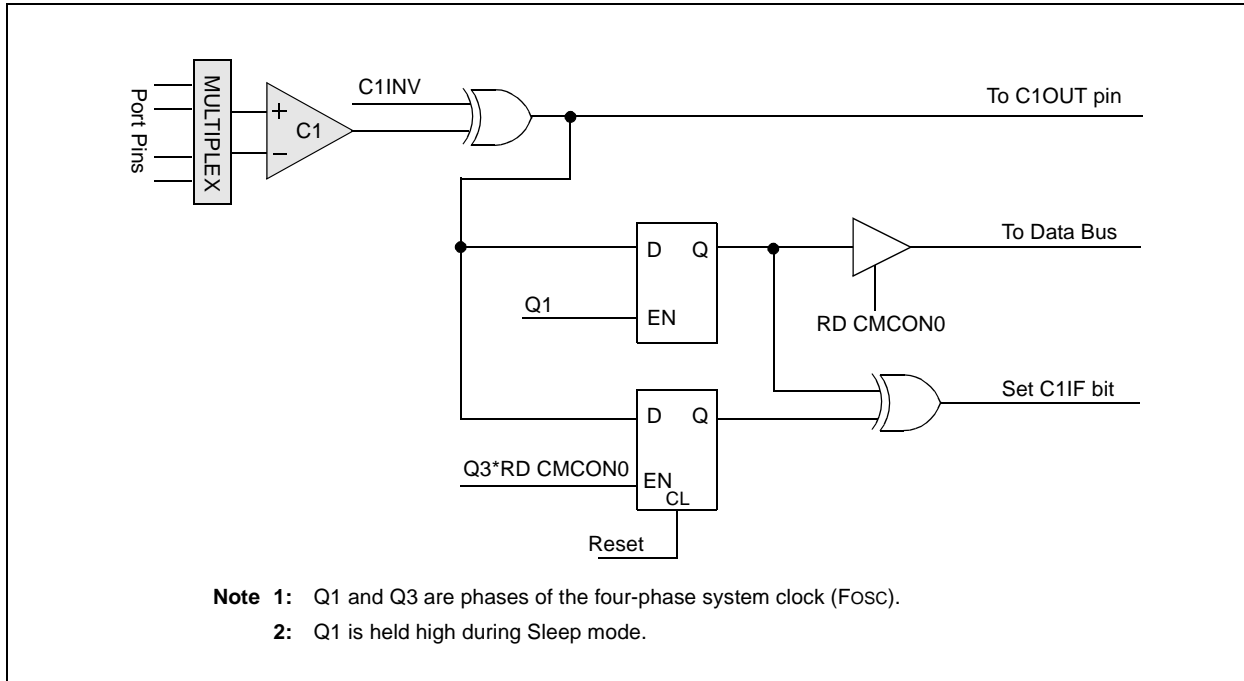 Port Pins
MULTIPLEX
+
−
C1
C1INV
To C1OUT pin
D Q
EN
Q1
To Data Bus
RD CMCON0
D Q
EN
CL
Q3*RD CMCON0
Set C1IF bit
Reset
Note 1: Q1 and Q3 are phases of the four-phase system clock (FOSC).
2: Q1 is held high during Sleep mode.